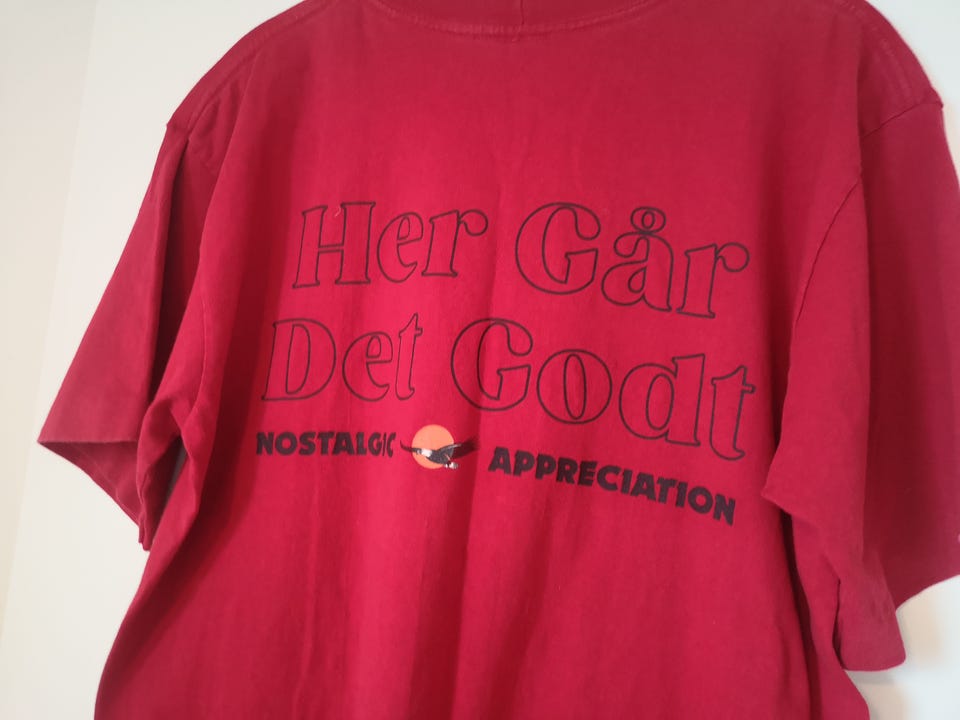 Her Går
Det Godt
NOSTALGIC APPRECIATION